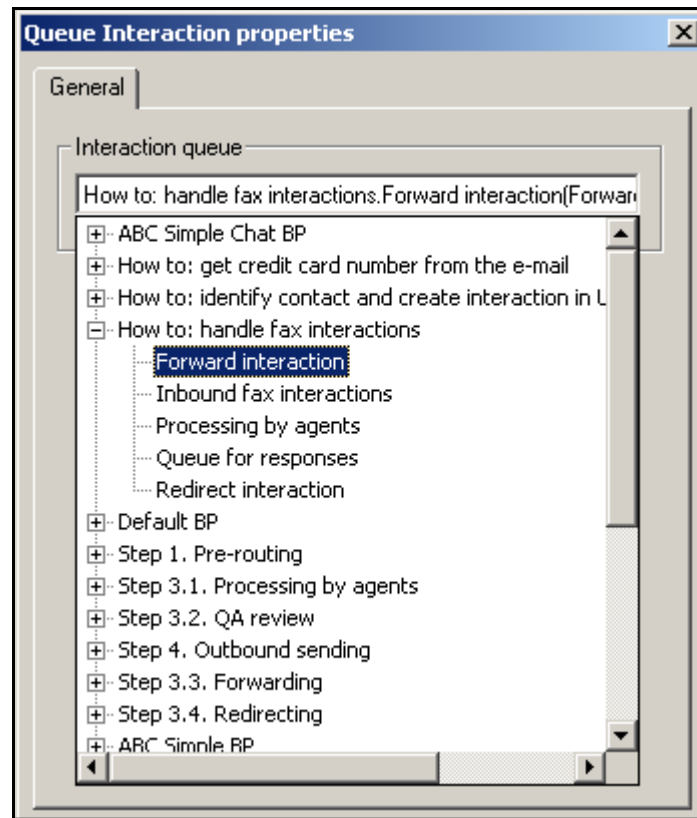 Queue Interaction properties
General
Interaction queue
How to: handle fax interactions.Forward interaction(Forwar
ABC Simple Chat BP
How to: get credit card number from the e-mail
How to: identify contact and create interaction in U
How to: handle fax interactions
Forward interaction
Inbound fax interactions
Processing by agents
Queue for responses
Redirect interaction
Default BP
Step 1. Pre-routing
Step 3.1. Processing by agents
Step 3.2. QA review
Step 4. Outbound sending
Step 3.3. Forwarding
Step 3.4. Redirecting
ABC Simple BP